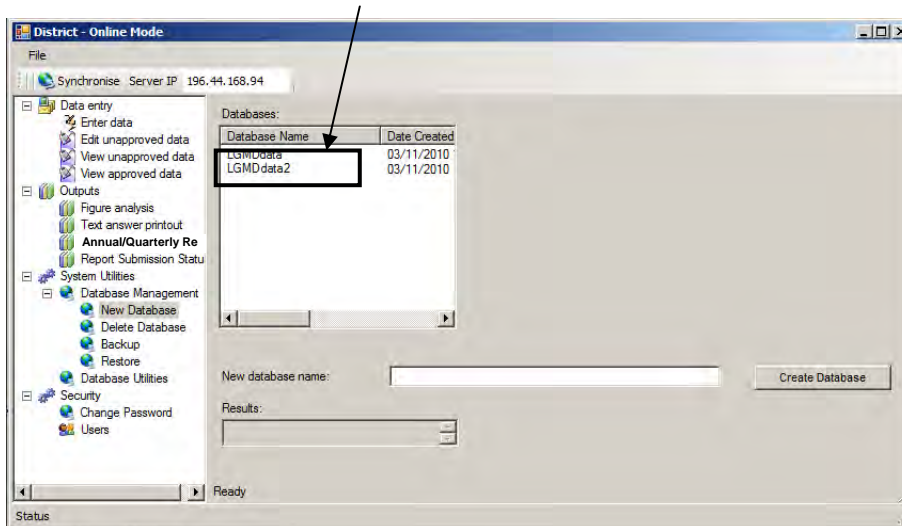 District - Online Mode
File
Synchronise Server IP 196.44.168.94
Data entry
Enter data
Edit unapproved data
View unapproved data
View approved data
Outputs
Figure analysis
Text answer printout
Annual/Quarterly Re
Report Submission Statu
System Utilities
Database Management
New Database
Delete Database
Backup
Restore
Database Utilities
Security
Change Password
Users
Databases:
Database Name Date Created
LGMDdata 03/11/2010
LGMDdata2 03/11/2010
New database name: Create Database
Results:
Ready
Status